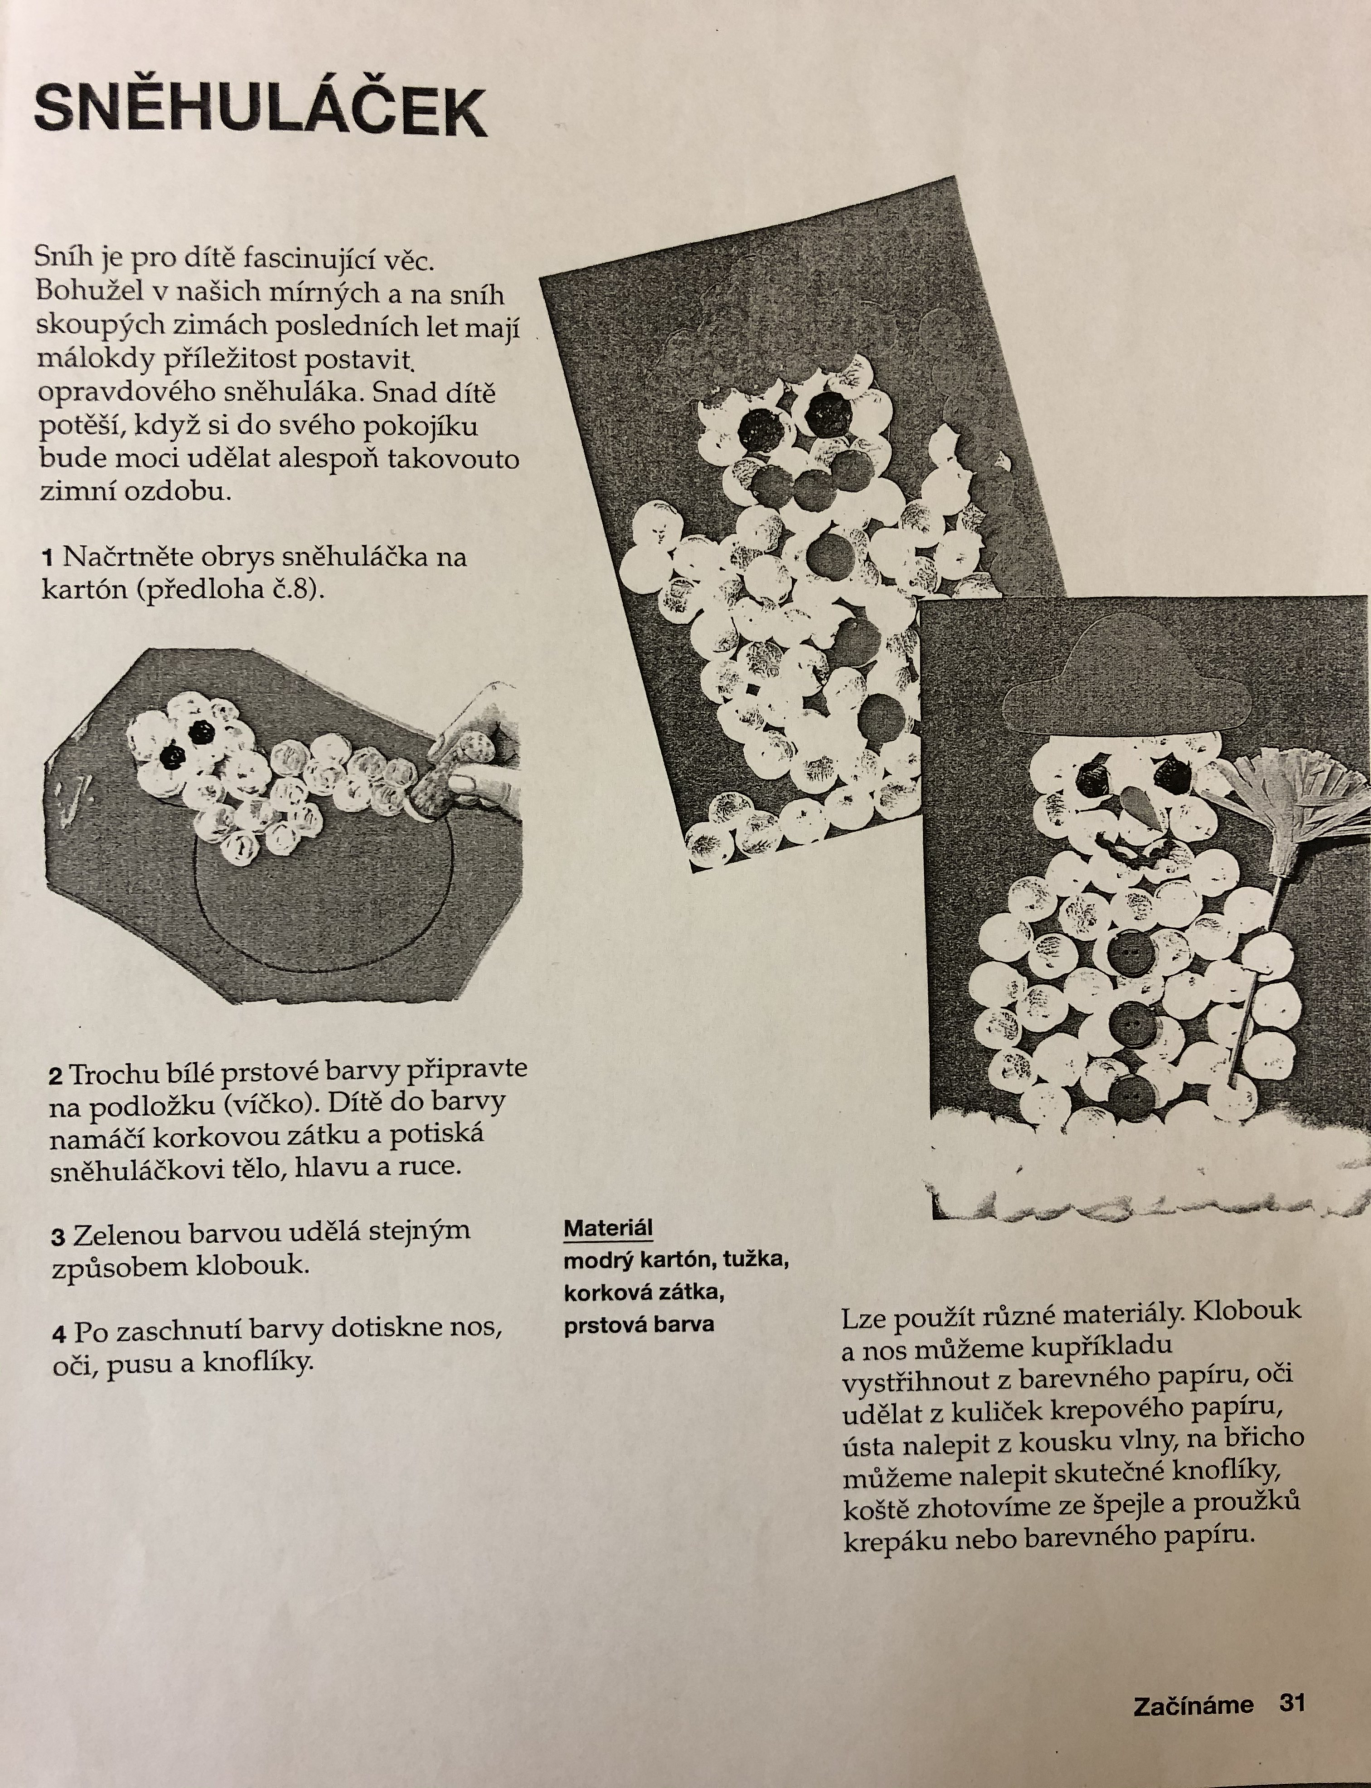 SNĚHULÁČEK
Sníh je pro dítě fascinující věc.
Bohužel v našich mírných a na sníh
skoupých zimách posledních let mají
málokdy příležitost postavit
opravdového sněhuláka. Snad dítě
potěší, když si do svého pokojíku
bude moci udělat alespoň takovouto
zimní ozdobu.
1 Načrtněte obrys sněhuláčka na
kartón (předloha č.8).
2 Trochu bílé prstové barvy připravte
na podložku (víčko). Dítě do barvy
namáčí korkovou zátku a potiská
sněhuláčkovi tělo, hlavu a ruce.
3 Zelenou barvou udělá stejným
způsobem klobouk.
4 Po zaschnutí barvy dotiskne nos,
oči, pusu a knoflíky.
Materiál
modrý kartón, tužka,
korková zátka,
prstová barva
Lze použít různé materiály. Klobouk
a nos můžeme kupříkladu
vystřihnout z barevného papíru, oči
udělat z kuliček krepového papíru,
ústa nalepit z kousku vlny, na břicho
můžeme nalepit skutečné knoflíky,
koště zhotovíme ze špejle a proužků
krepáku nebo barevného papíru.
Začínáme 31